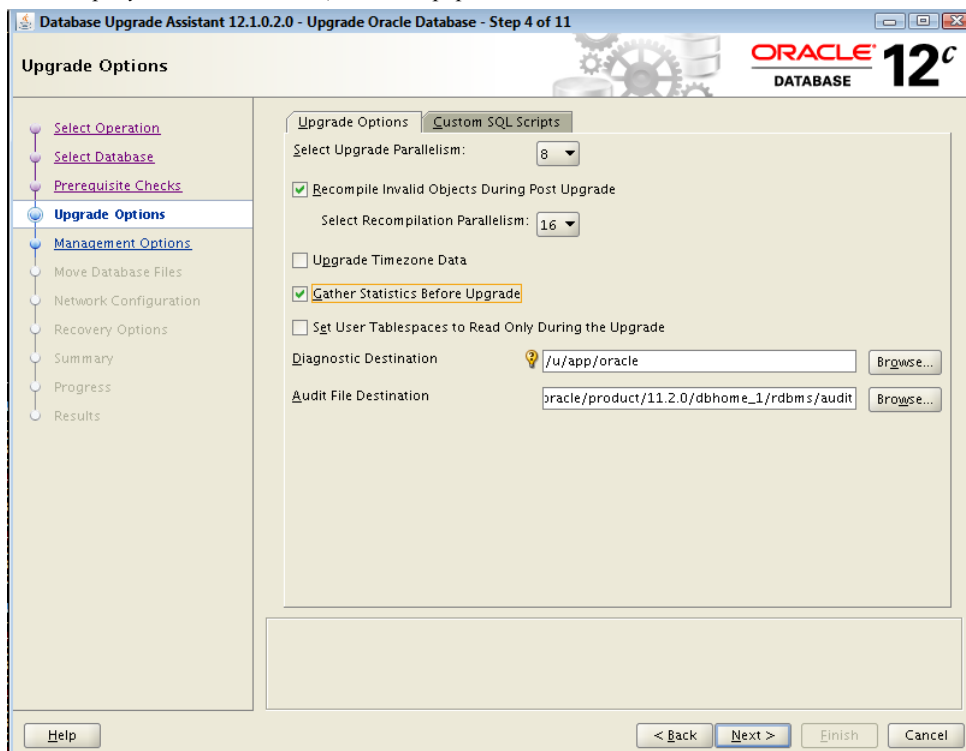 Database Upgrade Assistant 12.1.0.2.0 - Upgrade Oracle Database - Step 4 of 11
Upgrade Options
ORACLE
DATABASE
12c
Select Operation
Select Database
Prerequisite Checks
Upgrade Options
Management Options
Move Database Files
Network Configuration
Recovery Options
Summary
Progress
Results
Upgrade Options Custom SQL Scripts
Select Upgrade Parallelism: 8
Recompile Invalid Objects During Post Upgrade
Select Recompilation Parallelism: 16
Upgrade Timezone Data
Gather Statistics Before Upgrade
Set User Tablespaces to Read Only During the Upgrade
Diagnostic Destination /u/app/oracle Browse...
Audit File Destination oracle/product/11.2.0/dbhome_1/rdbms/audit Browse...
Help < Back Next > Finish Cancel